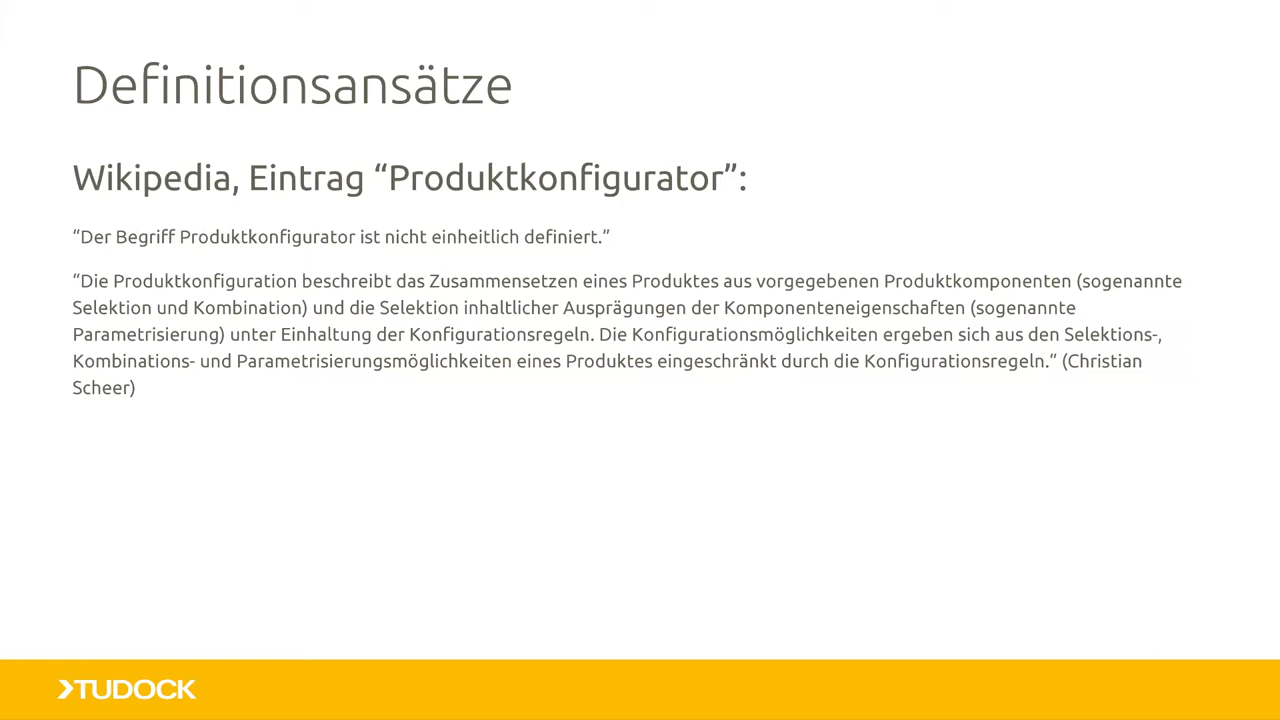 Definitionsansätze
Wikipedia, Eintrag “Produktkonfigurator”:
“Der Begriff Produktkonfigurator ist nicht einheitlich definiert.”
“Die Produktkonfiguration beschreibt das Zusammensetzen eines Produktes aus vorgegebenen Produktkomponenten (sogenannte
Selektion und Kombination) und die Selektion inhaltlicher Ausprägungen der Komponenteneigenschaften (sogenannte
Parametrisierung) unter Einhaltung der Konfigurationsregeln. Die Konfigurationsmöglichkeiten ergeben sich aus den Selektions-,
Kombinations- und Parametrisierungsmöglichkeiten eines Produktes eingeschränkt durch die Konfigurationsregeln.“ (Christian
Scheer)
TUDOCK